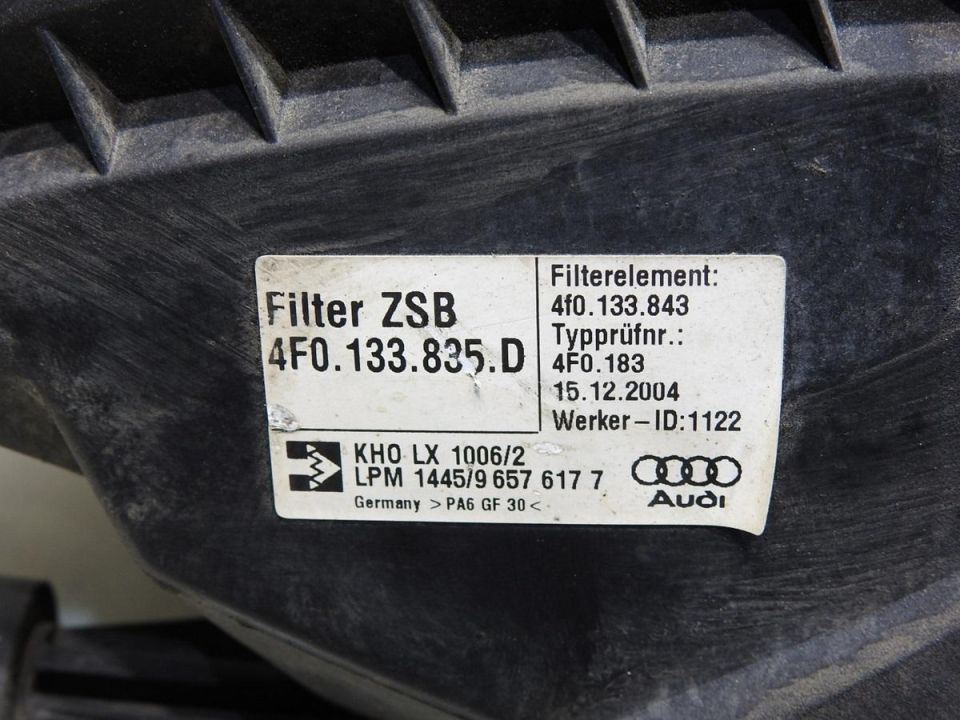 Filter ZSB
4F0.133.835.D
Filterelement:
4f0.133.843
Typprüfnr.:
4F0.183
15.12.2004
Werker-ID:1122
KHO LX 1006/2
LPM 1445/9 657 617 7
Germany >PA6 GF 30<
Audi